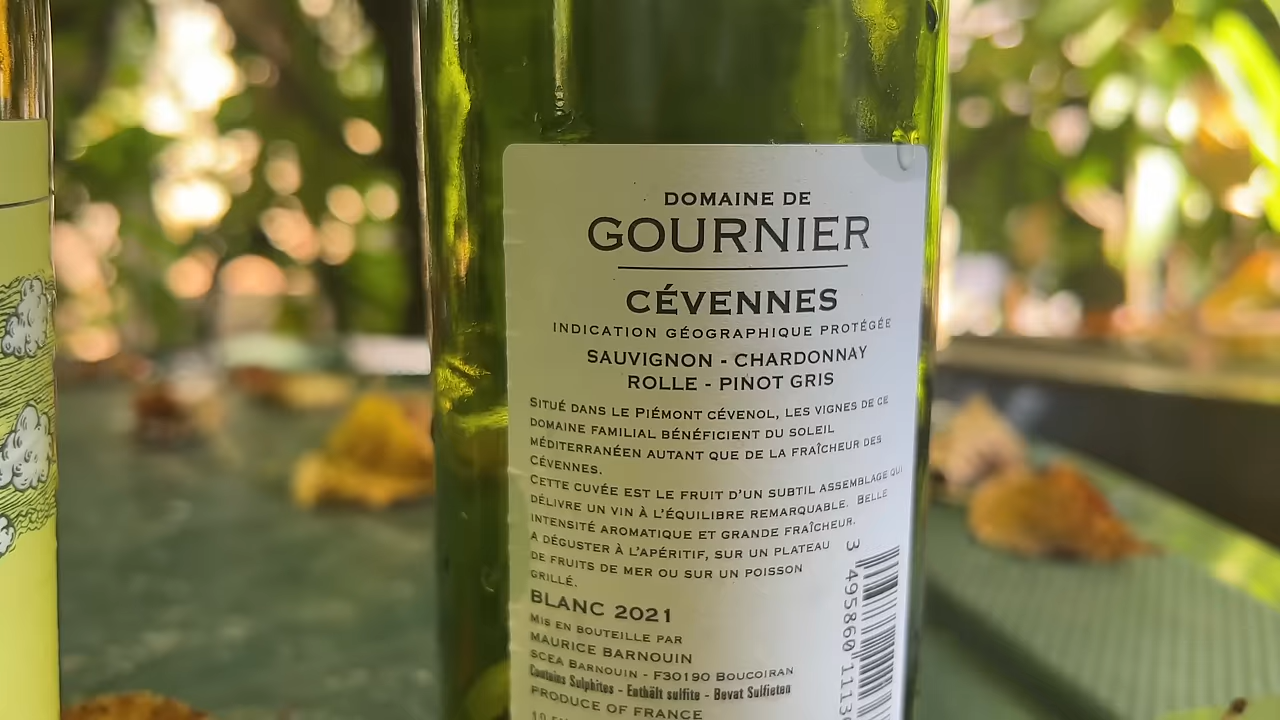 DOMAINE DE
GOURNIER
CÉVENNES
INDICATION GÉOGRAPHIQUE PROTÉGÉE
SAUVIGNON - CHARDONNAY
ROLLE - PINOT GRIS
SITUÉ DANS LE PIÉMONT CÉVENOL, LES VIGNES DE CE
DOMAINE FAMILIAL BÉNÉFICIENT DU SOLEIL
MÉDITERRANÉEN AUTANT QUE DE LA FRAÎCHEUR DES
CÉVENNES.
CETTE CUVÉE EST LE FRUIT D'UN SUBTIL ASSEMBLAGE QUI
DÉLIVRE UN VIN À L'ÉQUILIBRE REMARQUABLE. BELLE
INTENSITÉ AROMATIQUE ET GRANDE FRAÎCHEUR.
A DÉGUSTER À L'APÉRITIF, SUR UN PLATEAU
DE FRUITS DE MER OU SUR UN POISSON
GRILLÉ.
BLANC 2021
MIS EN BOUTEILLE PAR
MAURICE BARNOUIN
SCEA BARNOUIN - F30190 BOUCOIRAN
Contains Sulphites - Enthält sulfite - Bevat Sulfieten
PRODUCE OF FRANCE
3 495860 1113